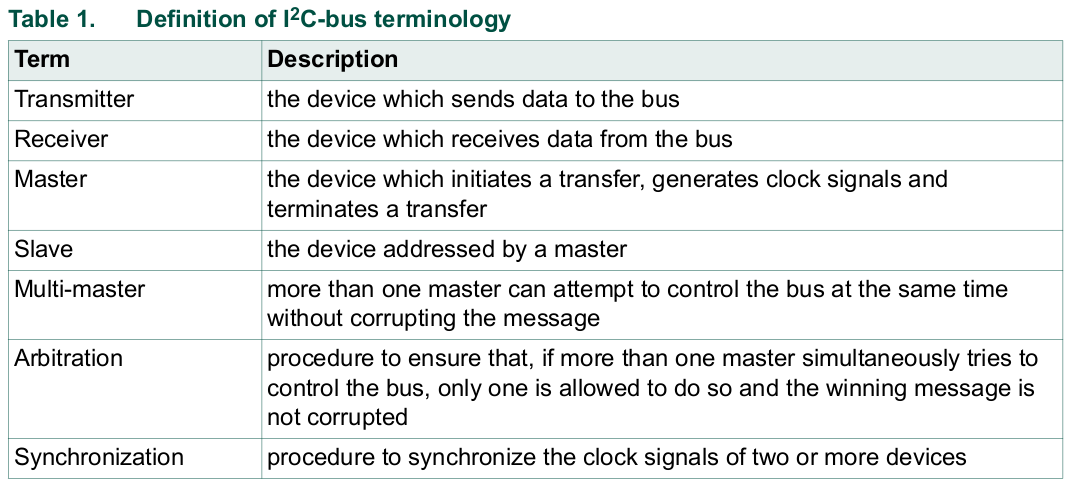 Table 1. Definition of I²C-bus terminology
Term Description
Transmitter the device which sends data to the bus
Receiver the device which receives data from the bus
Master the device which initiates a transfer, generates clock signals and
terminates a transfer
Slave the device addressed by a master
Multi-master more than one master can attempt to control the bus at the same time
without corrupting the message
Arbitration procedure to ensure that, if more than one master simultaneously tries to
control the bus, only one is allowed to do so and the winning message is
not corrupted
Synchronization procedure to synchronize the clock signals of two or more devices